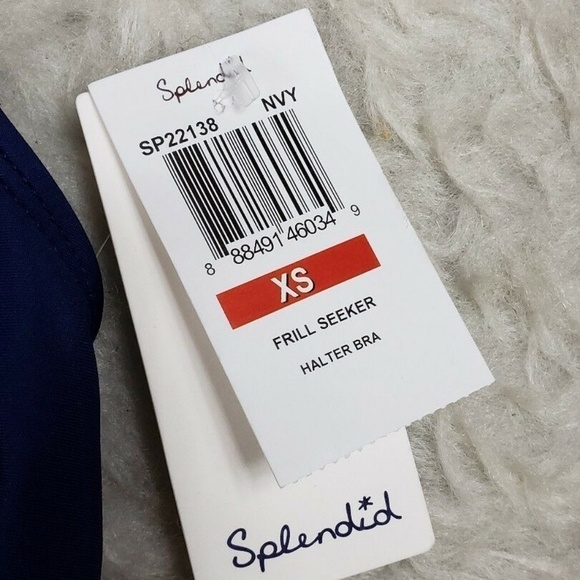 Splendid
SP22138 NVY
8 88491 46034 9
XS
FRILL SEEKER
HALTER BRA
Splendid